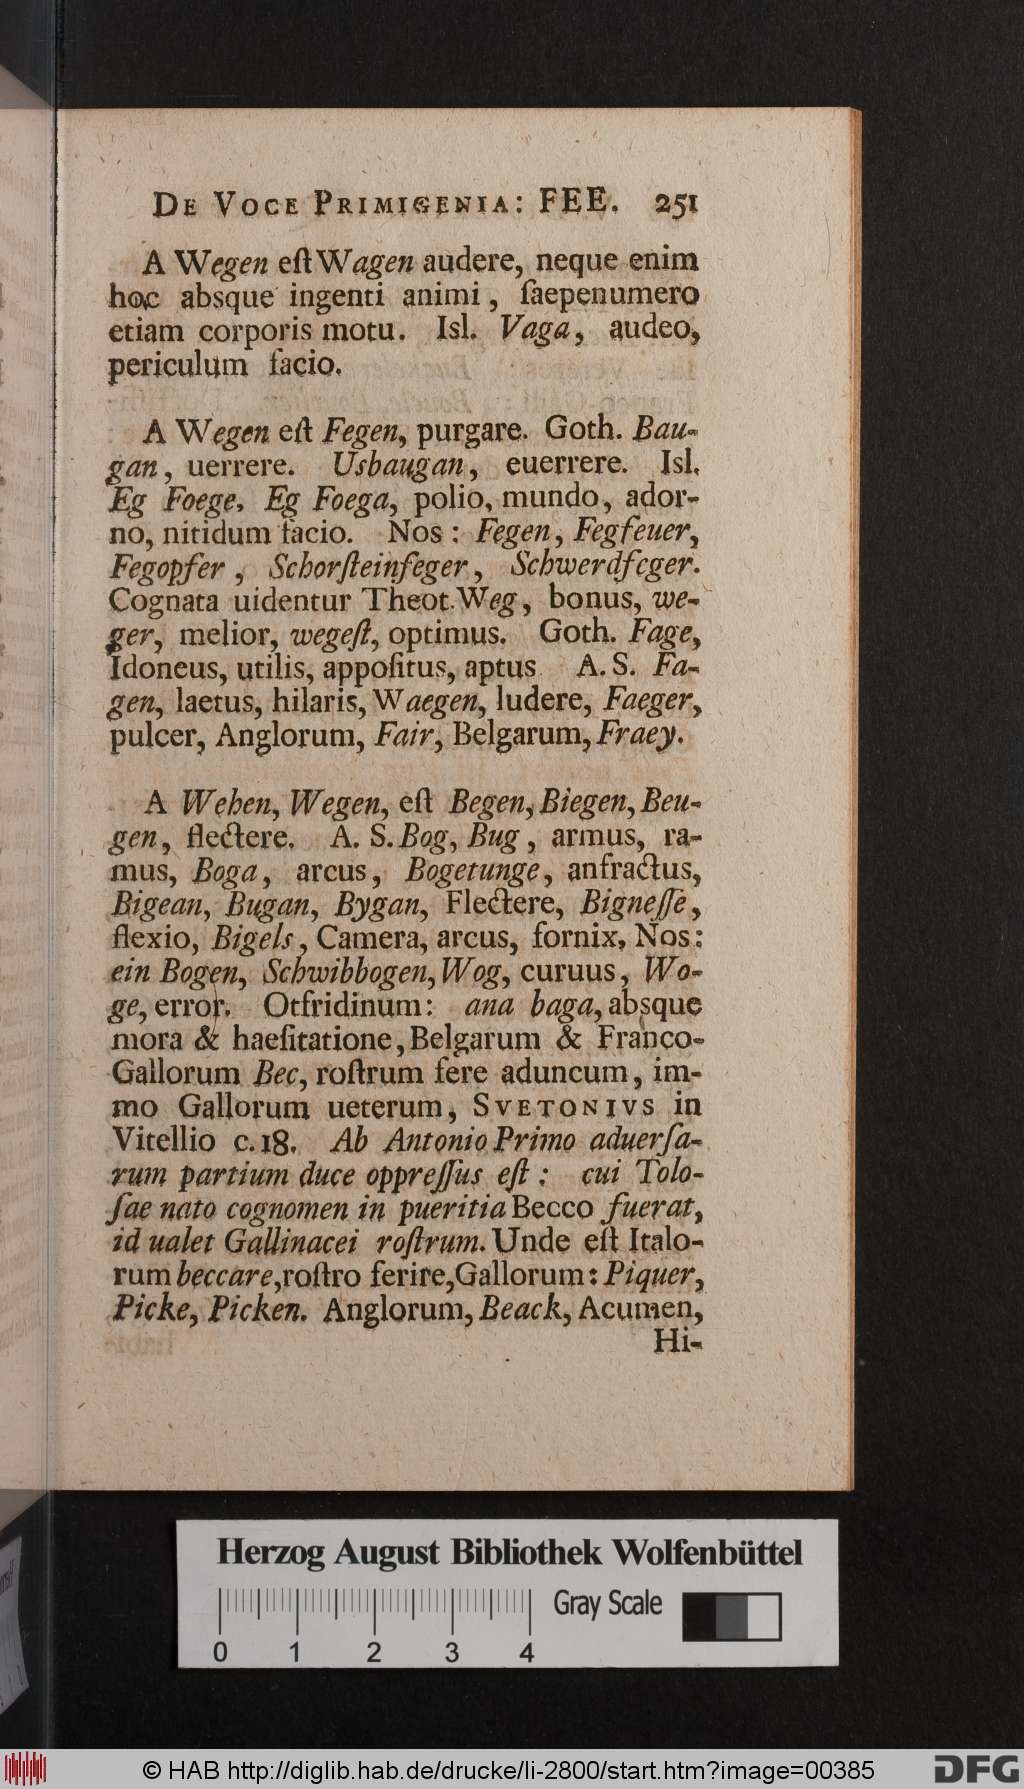 De Voce Primigenia: FEE. 251
A Wegen eſt Wagen audere, neque enim
hoc absque ingenti animi, ſaepenumero
etiam corporis motu. Isl. Vaga, audeo,
periculum facio.
A Wegen eſt Fegen, purgare. Goth. Bau-
gan, uerrere. Usbaugan, euerrere. Isl.
Eg Foege, Eg Foega, polio, mundo, ador-
no, nitidum facio. Nos: Fegen, Fegfeuer,
Fegopfer, Schorſteinfeger, Schwerdfeger.
Cognata uidentur Theot. Weg, bonus, we-
ger, melior, wegeſt, optimus. Goth. Fage,
Idoneus, utilis, appoſitus, aptus A. S. Fa-
gen, laetus, hilaris, Waegen, ludere, Faeger,
pulcer, Anglorum, Fair, Belgarum, Fraey.
A Wehen, Wegen, eſt Begen, Biegen, Beu-
gen, flectere. A. S. Bog, Bug, armus, ra-
mus, Boga, arcus, Bogetunge, anfractus,
Bigean, Bugan, Bygan, Flectere, Bigneſſe,
flexio, Bigels, Camera, arcus, fornix, Nos:
ein Bogen, Schwibbogen, Wog, curuus, Wo-
ge, error. Otfridinum: ana baga, absque
mora & haeſitatione, Belgarum & Franco-
Gallorum Bec, roſtrum fere aduncum, im-
mo Gallorum ueterum, Svetonivs in
Vitellio c. 18. Ab Antonio Primo aduerſa-
rum partium duce oppreſſus eſt: cui Tolo-
ſae nato cognomen in pueritia Becco fuerat,
id ualet Gallinacei roſtrum. Unde eſt Italo-
rum beccare, roſtro ferire, Gallorum: Piquer,
Picke, Picken. Anglorum, Beack, Acumen,
Hi-
Herzog August Bibliothek Wolfenbüttel
Gray Scale
0 1 2 3 4
© HAB http://diglib.hab.de/drucke/li-2800/start.htm?image=00385
DFG